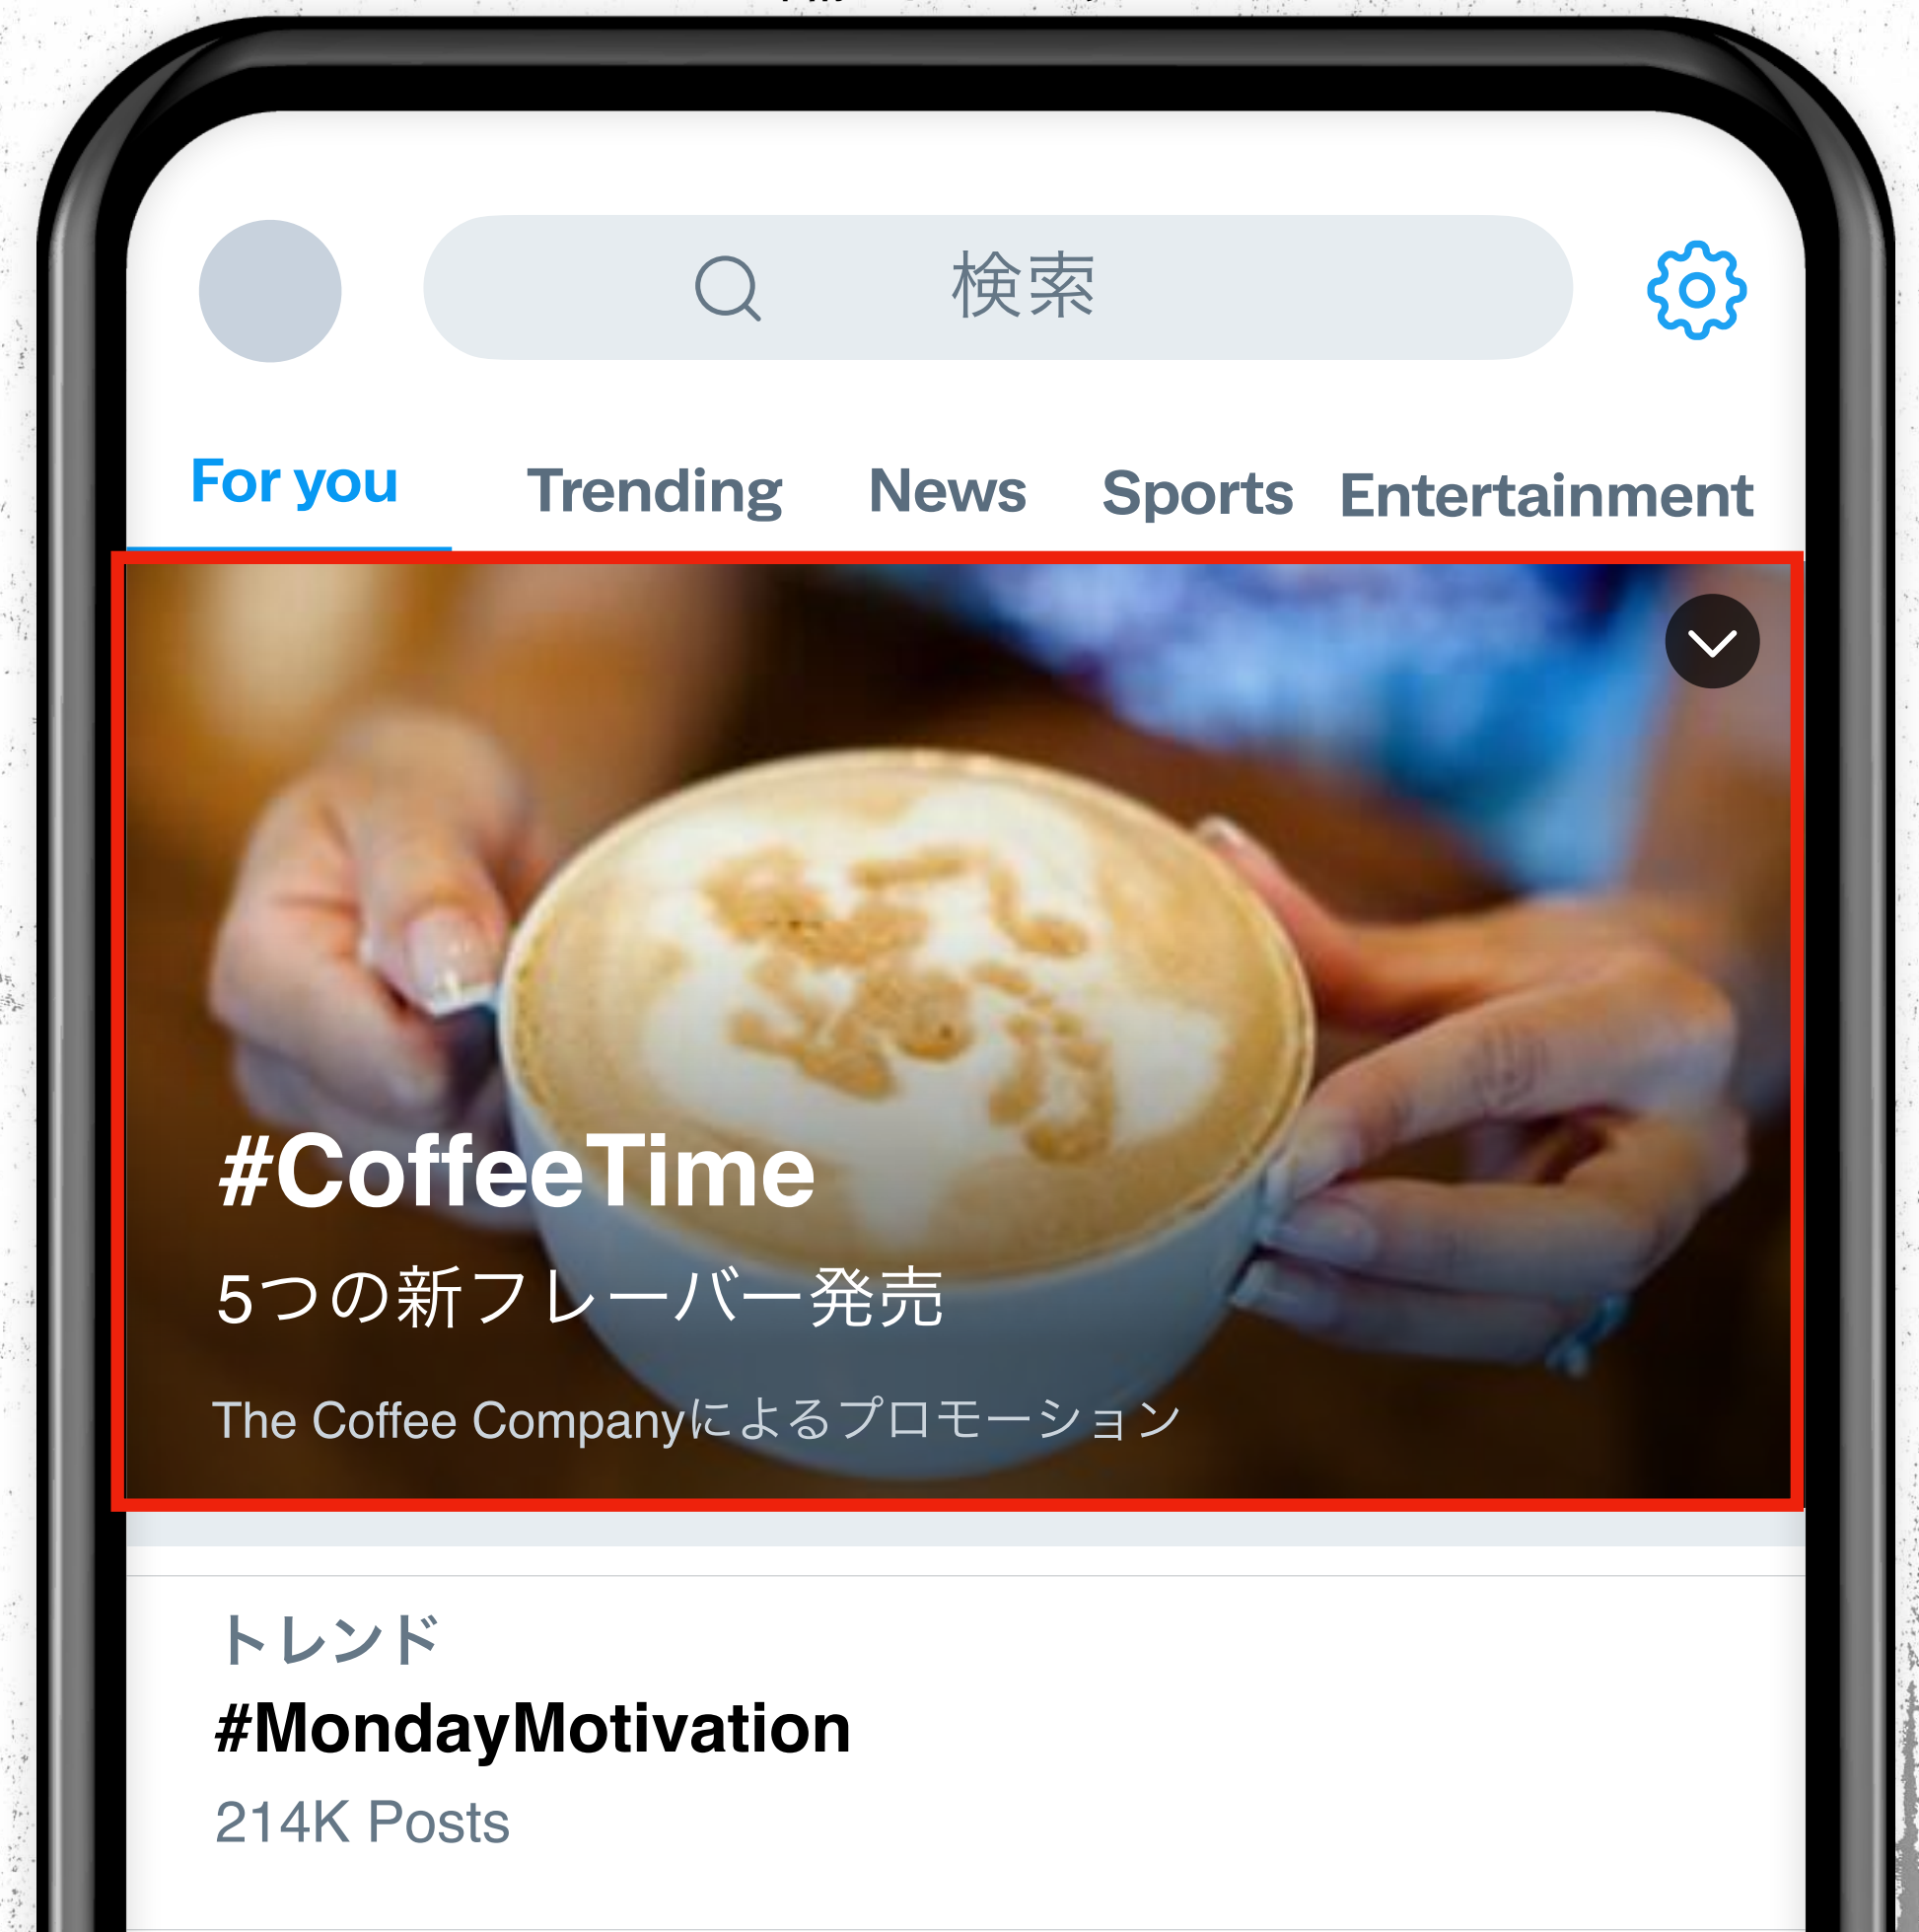 検索
For you Trending News Sports Entertainment
#CoffeeTime
5つの新フレーバー発売
The Coffee Companyによるプロモーション
トレンド
#MondayMotivation
214K Posts